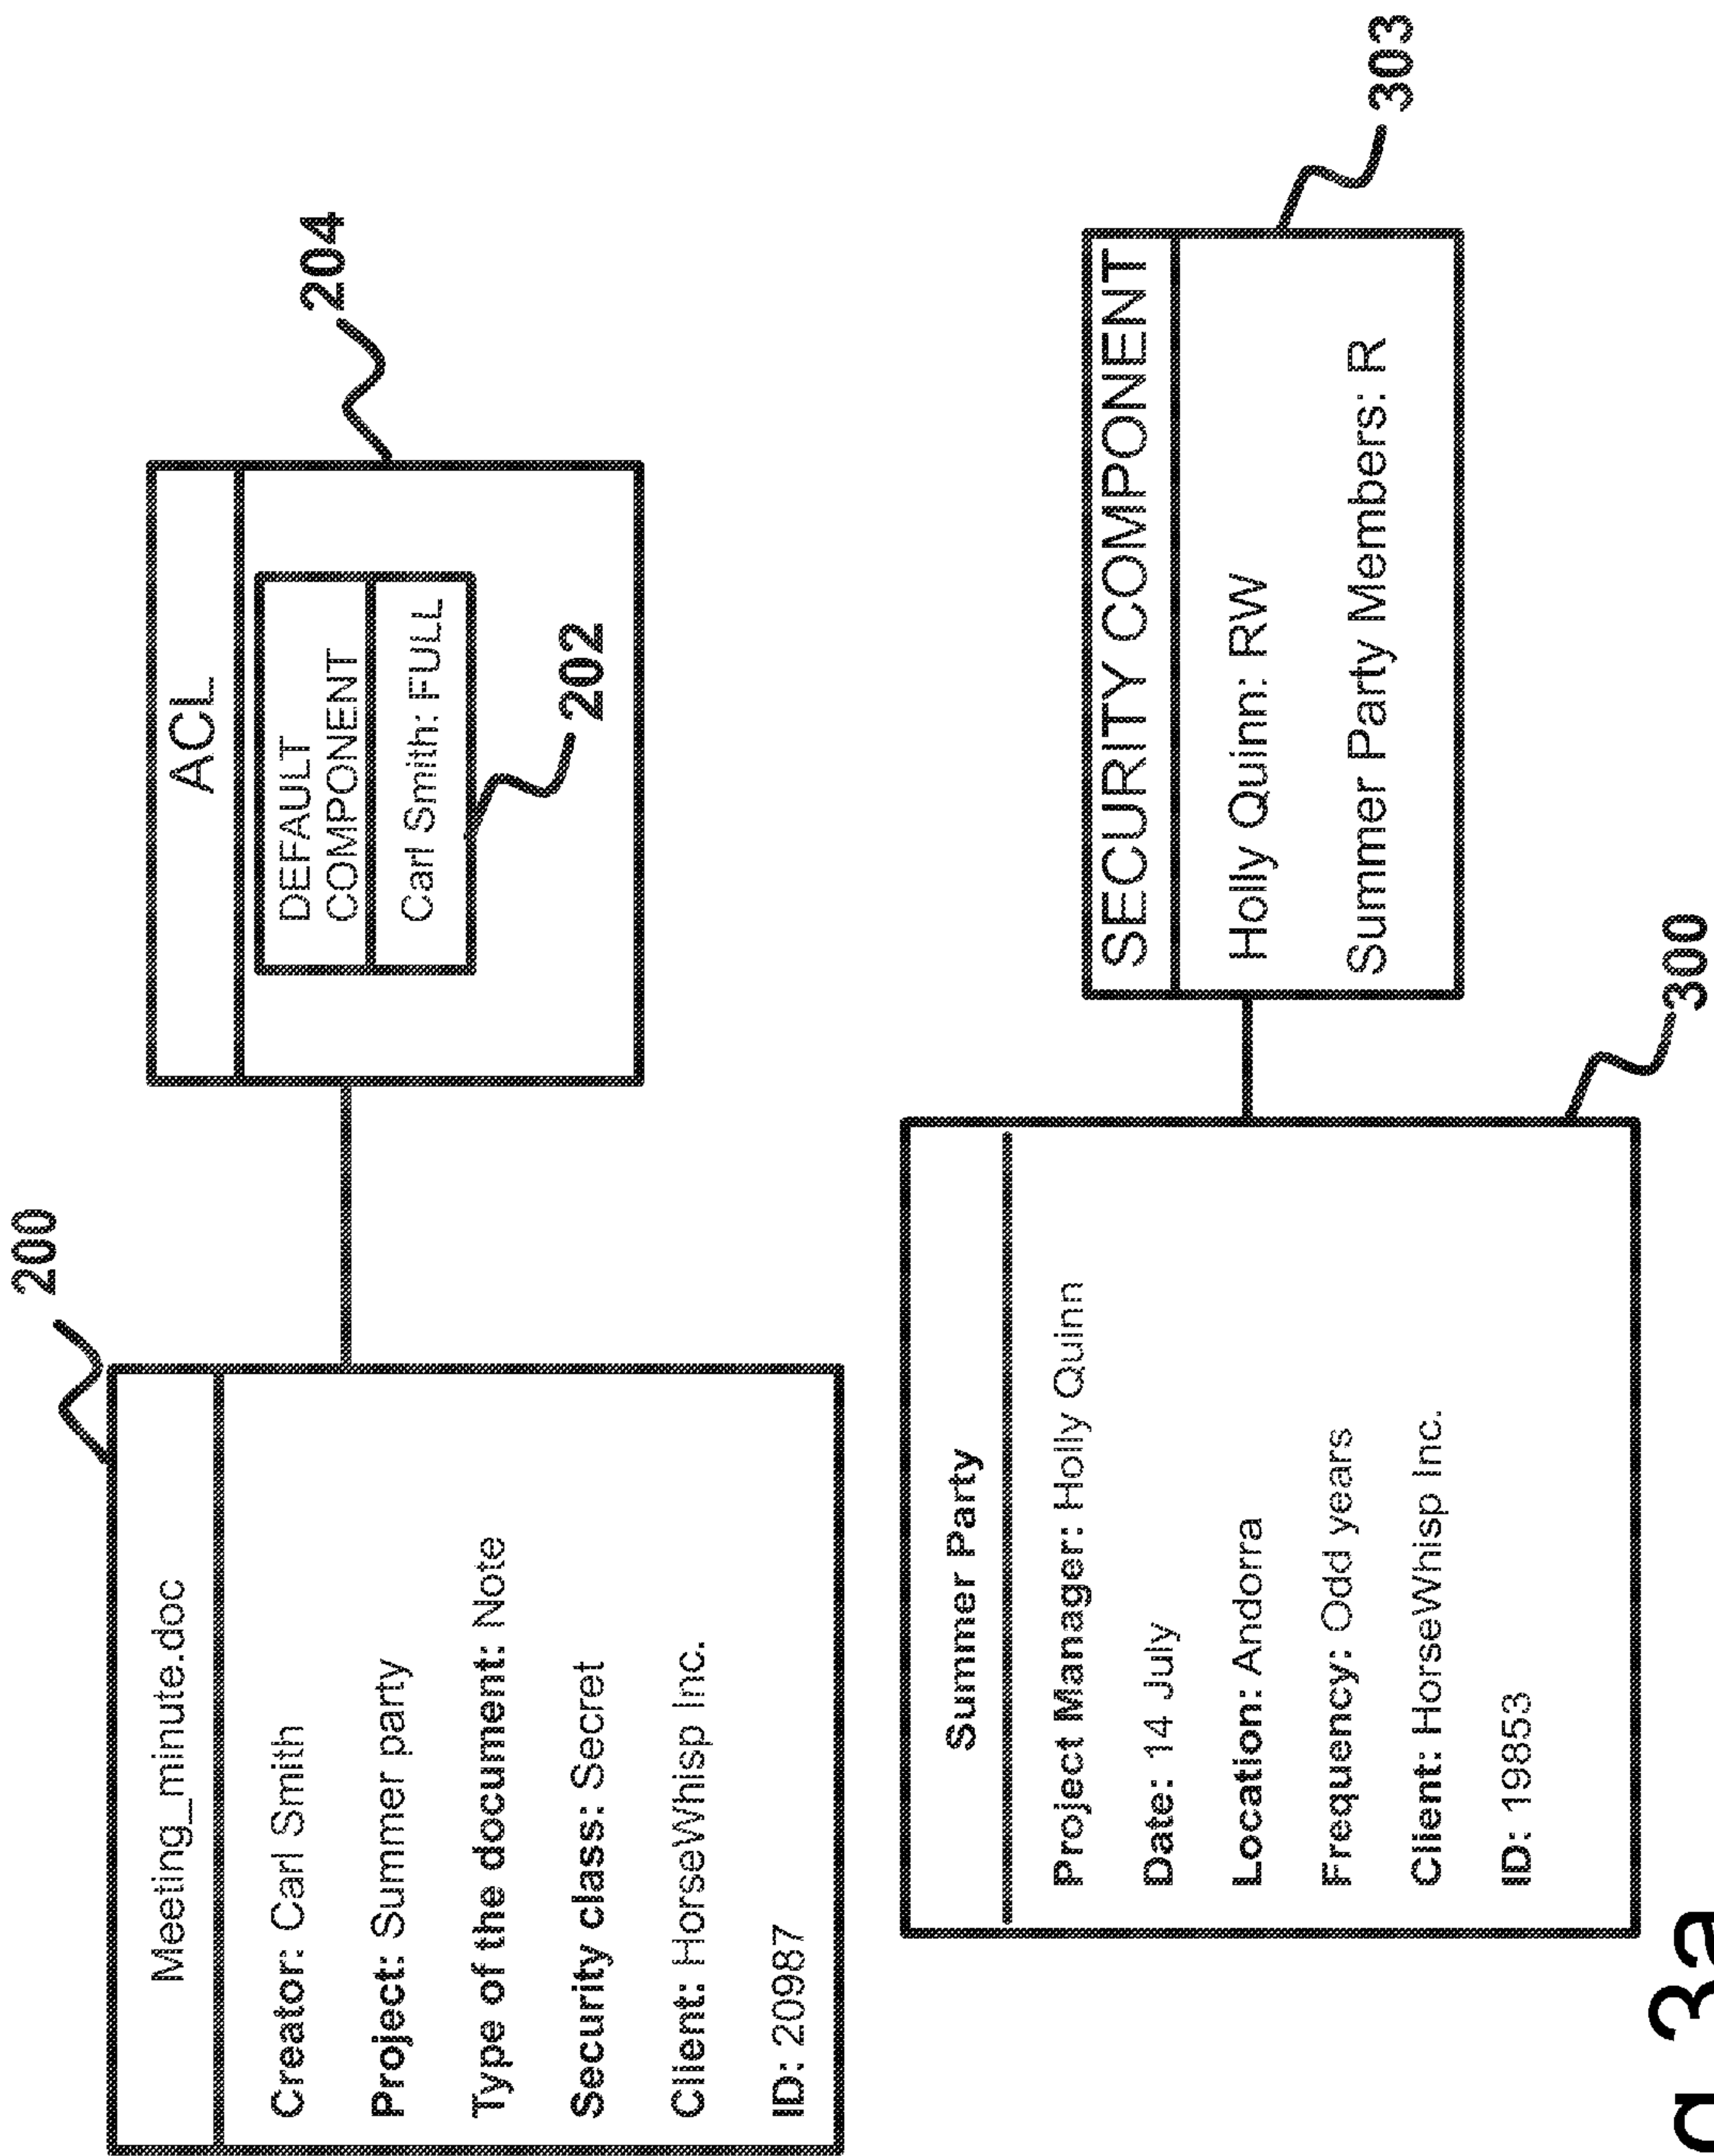 200
Meeting_minute.doc
Creator: Carl Smith
Project: Summer party
Type of the document: Note
Security class: Secret
Client: HorseWhisp Inc.
ID: 20987
204
ACL
DEFAULT
COMPONENT
Carl Smith: FULL
202
Summer Party
Project Manager: Holly Quinn
Date: 14 July
Location: Andorra
Frequency: Odd years
Client: HorseWhisp Inc.
ID: 19853
300
SECURITY COMPONENT
Holly Quinn: RW
Summer Party Members: R
303
g. 3a